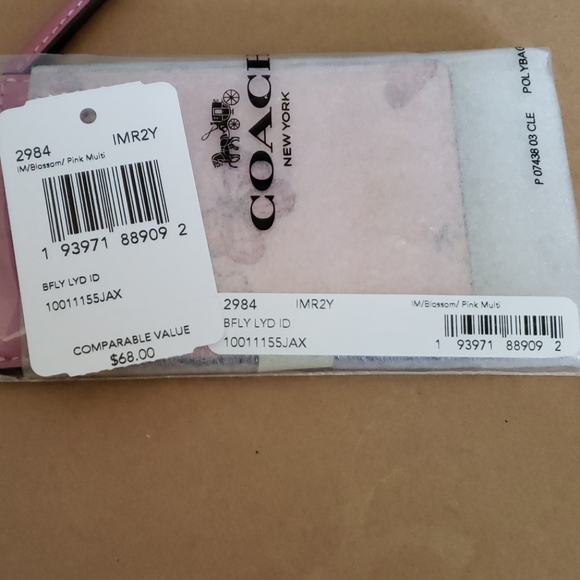 2984 IMR2Y
IM/Blossom/ Pink Multi
1 93971 88909 2
BFLY LYD ID
10011155JAX
COMPARABLE VALUE
$68.00
COACH
NEW YORK
P 07438 03 CLE POLYBAG
2984 IMR2Y IM/Blossom/ Pink Multi
BFLY LYD ID
10011155JAX
1 93971 88909 2